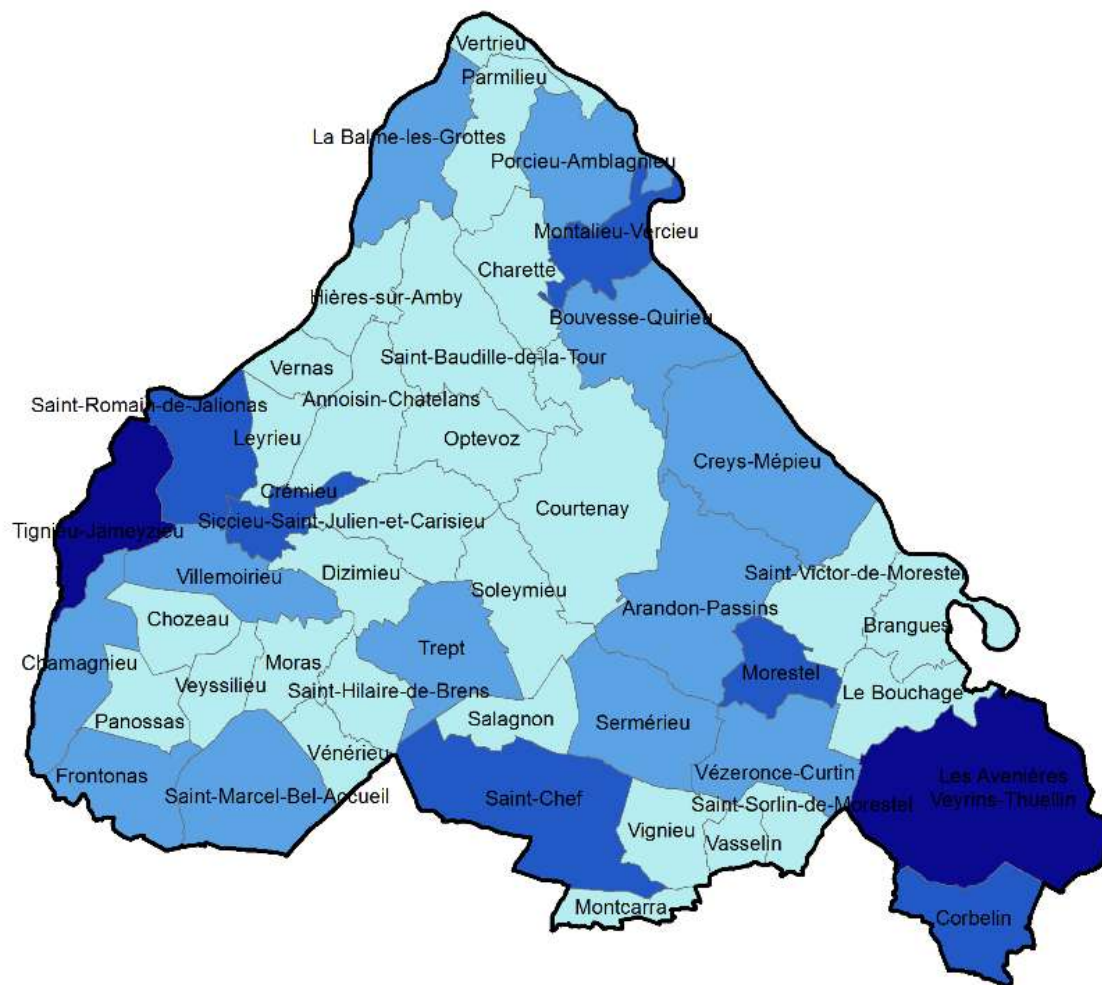 Vertrieu
Parmilieu
La Balme-les-Grottes
Porcieu-Amblagnieu
Montalieu-Vercieu
Charette
Hières-sur-Amby
Bouvesse-Quirieu
Saint-Baudille-de-la-Tour
Vernas
Annoisin-Chatelans
Saint-Romain-de-Jalionas
Leyrieu
Optevoz
Creys-Mépieu
Crémieu
Courtenay
Siccieu-Saint-Julien-et-Carisieu
Tignieu-Jameyzieu
Villemoirieu
Dizimieu
Saint-Victor-de-Morestel
Soleymieu
Arandon-Passins
Chozeau
Brangues
Trept
Chamagnieu
Moras
Morestel
Veyssilieu
Saint-Hilaire-de-Brens
Le Bouchage
Panossas
Salagnon
Sermérieu
Vénérieu
Frontonas
Vézeronce-Curtin
Les Avenières
Veyrins-Thuellin
Saint-Marcel-Bel-Accueil
Saint-Chef
Saint-Sorlin-de-Morestel
Vignieu
Vasselin
Montcarra
Corbelin